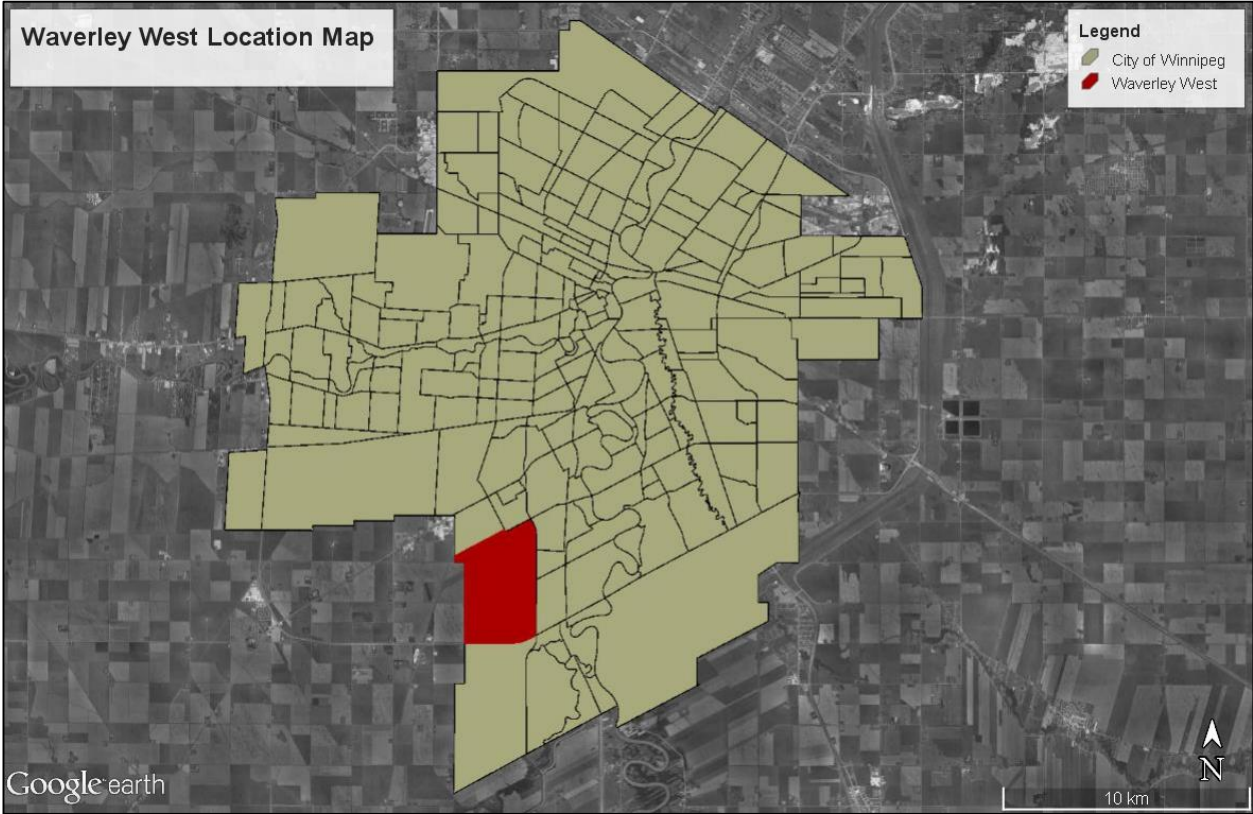 Waverley West Location Map
Legend
City of Winnipeg
Waverley West
Google earth
N
10 km